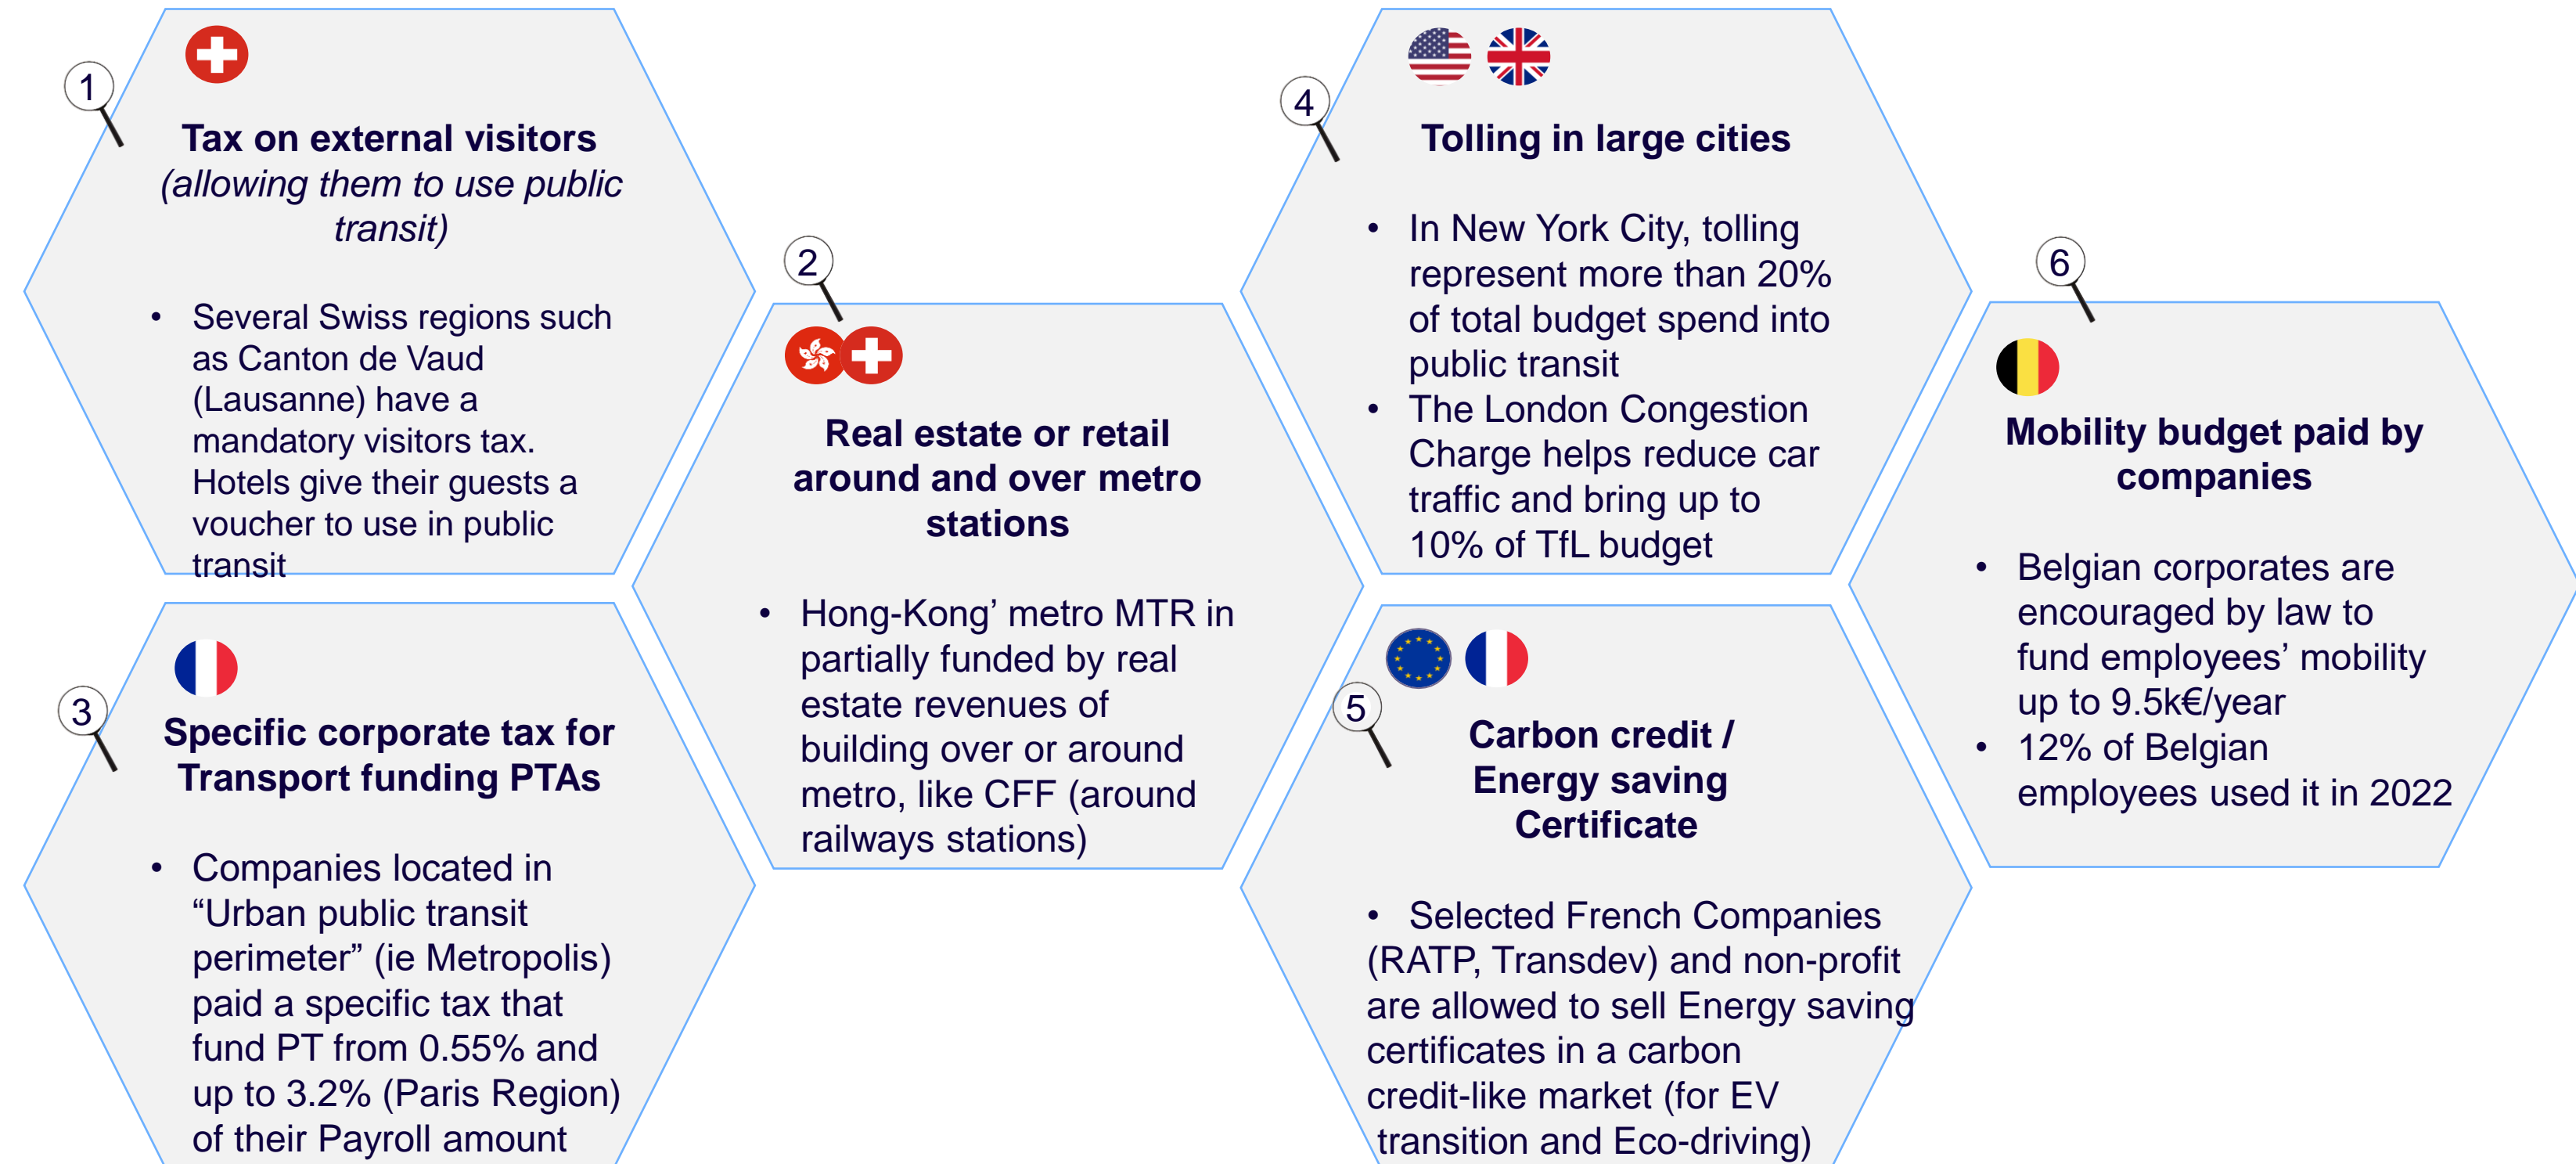 1
Tax on external visitors
(allowing them to use public
transit)
• Several Swiss regions such
as Canton de Vaud
(Lausanne) have a
mandatory visitors tax.
Hotels give their guests a
voucher to use in public
transit
2
Real estate or retail
around and over metro
stations
• Hong-Kong’ metro MTR in
partially funded by real
estate revenues of
building over or around
metro, like CFF (around
railways stations)
3
Specific corporate tax for
Transport funding PTAs
• Companies located in
“Urban public transit
perimeter” (ie Metropolis)
paid a specific tax that
fund PT from 0.55% and
up to 3.2% (Paris Region)
of their Payroll amount
4
Tolling in large cities
• In New York City, tolling
represent more than 20%
of total budget spend into
public transit
• The London Congestion
Charge helps reduce car
traffic and bring up to
10% of TfL budget
5
Carbon credit /
Energy saving
Certificate
• Selected French Companies
(RATP, Transdev) and non-profit
are allowed to sell Energy saving
certificates in a carbon
credit-like market (for EV
transition and Eco-driving)
6
Mobility budget paid by
companies
• Belgian corporates are
encouraged by law to
fund employees’ mobility
up to 9.5k€/year
• 12% of Belgian
employees used it in 2022